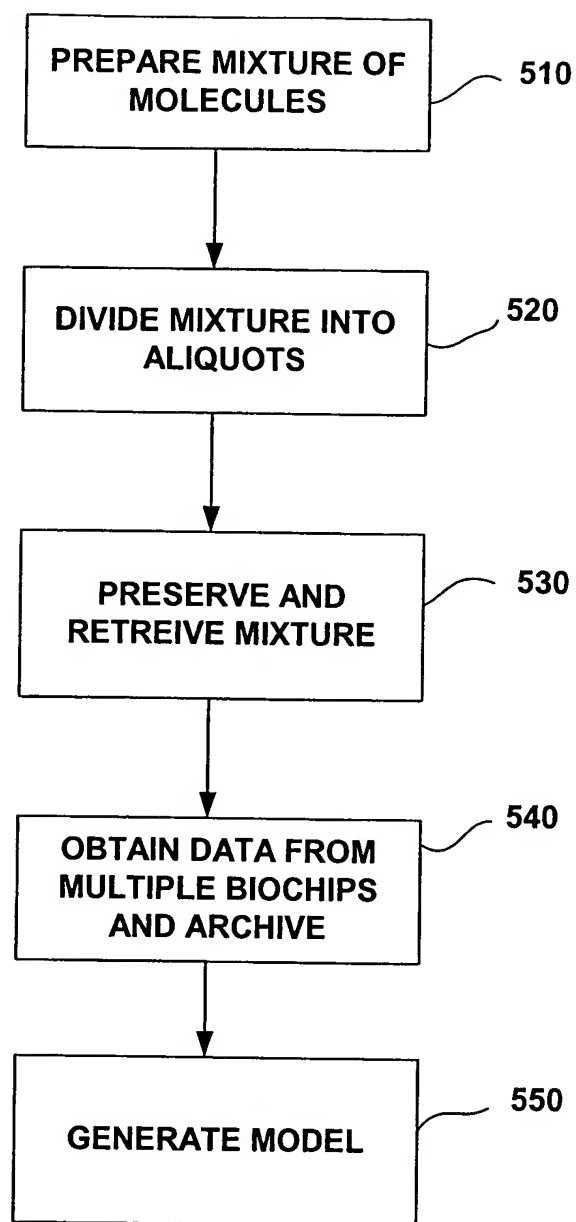 PREPARE MIXTURE OF
MOLECULES
510
DIVIDE MIXTURE INTO
ALIQUOTS
520
PRESERVE AND
RETREIVE MIXTURE
530
OBTAIN DATA FROM
MULTIPLE BIOCHIPS
AND ARCHIVE
540
GENERATE MODEL
550